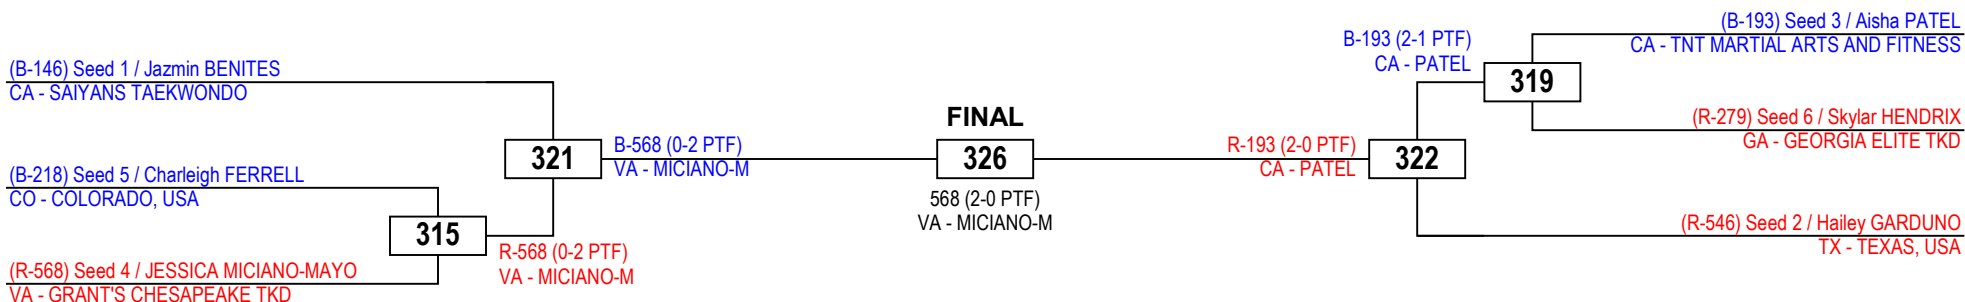 (B-146) Seed 1 / Jazmin BENITES
CA - SAIYANS TAEKWONDO
(B-218) Seed 5 / Charleigh FERRELL
CO - COLORADO, USA
(R-568) Seed 4 / JESSICA MICIANO-MAYO
VA - GRANT'S CHESAPEAKE TKD
315
R-568 (0-2 PTF)
VA - MICIANO-M
321
B-568 (0-2 PTF)
VA - MICIANO-M
FINAL
326
568 (2-0 PTF)
VA - MICIANO-M
R-193 (2-0 PTF)
CA - PATEL
322
B-193 (2-1 PTF)
CA - PATEL
319
(B-193) Seed 3 / Aisha PATEL
CA - TNT MARTIAL ARTS AND FITNESS
(R-279) Seed 6 / Skylar HENDRIX
GA - GEORGIA ELITE TKD
(R-546) Seed 2 / Hailey GARDUNO
TX - TEXAS, USA